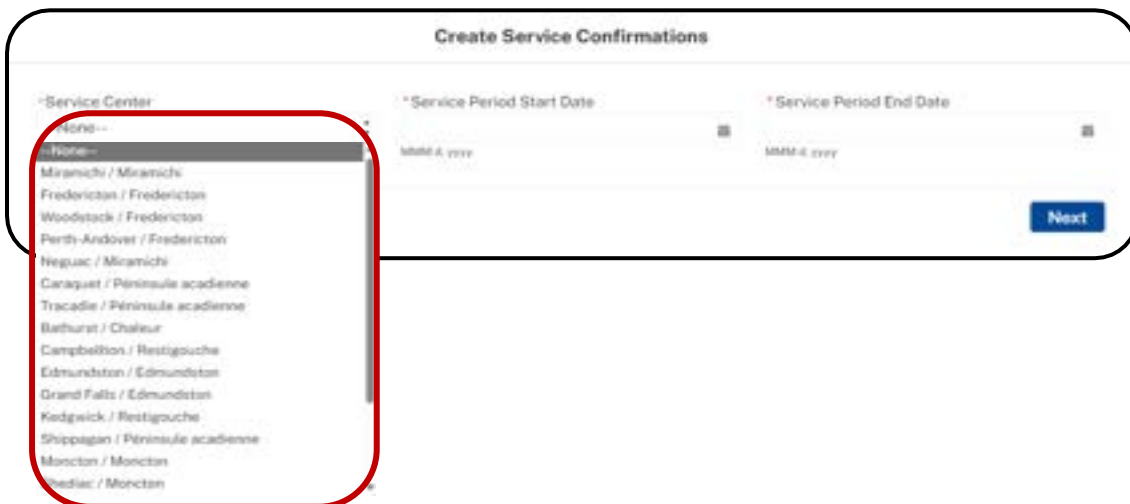 Create Service Confirmations
*Service Center
*Service Period Start Date
*Service Period End Date
--None--
MMM d, yyyy
MMM d, yyyy
--None--
Miramichi / Miramichi
Fredericton / Fredericton
Woodstock / Fredericton
Perth-Andover / Fredericton
Neguac / Miramichi
Caraquet / Péninsule acadienne
Tracadie / Péninsule acadienne
Bathurst / Chaleur
Campbellton / Restigouche
Edmundston / Edmundston
Grand Falls / Edmundston
Kedgwick / Restigouche
Shippagan / Péninsule acadienne
Moncton / Moncton
Shediac / Moncton
Next